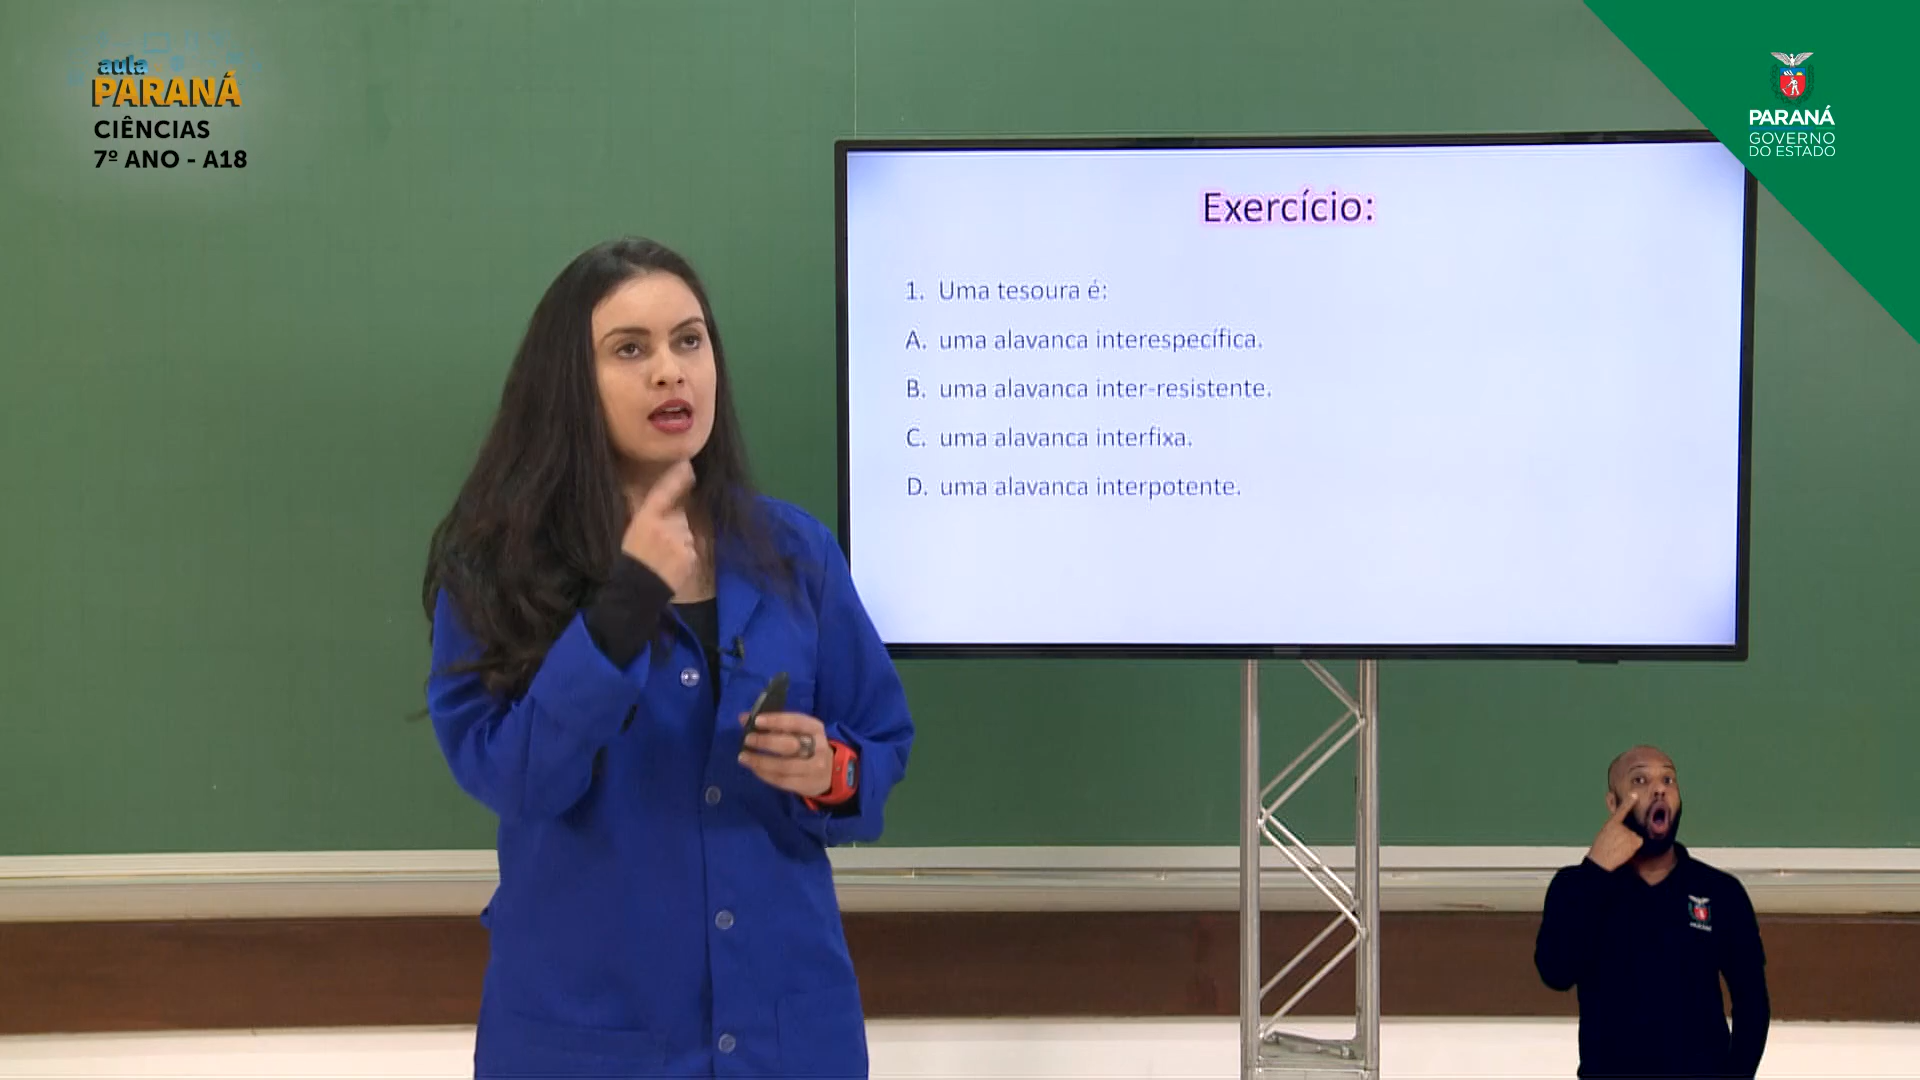 aula
PARANÁ
CIÊNCIAS
7º ANO - A18
PARANÁ
GOVERNO
DO ESTADO
Exercício:
1. Uma tesoura é:
A. uma alavanca interespecífica.
B. uma alavanca inter-resistente.
C. uma alavanca interfixa.
D. uma alavanca interpotente.